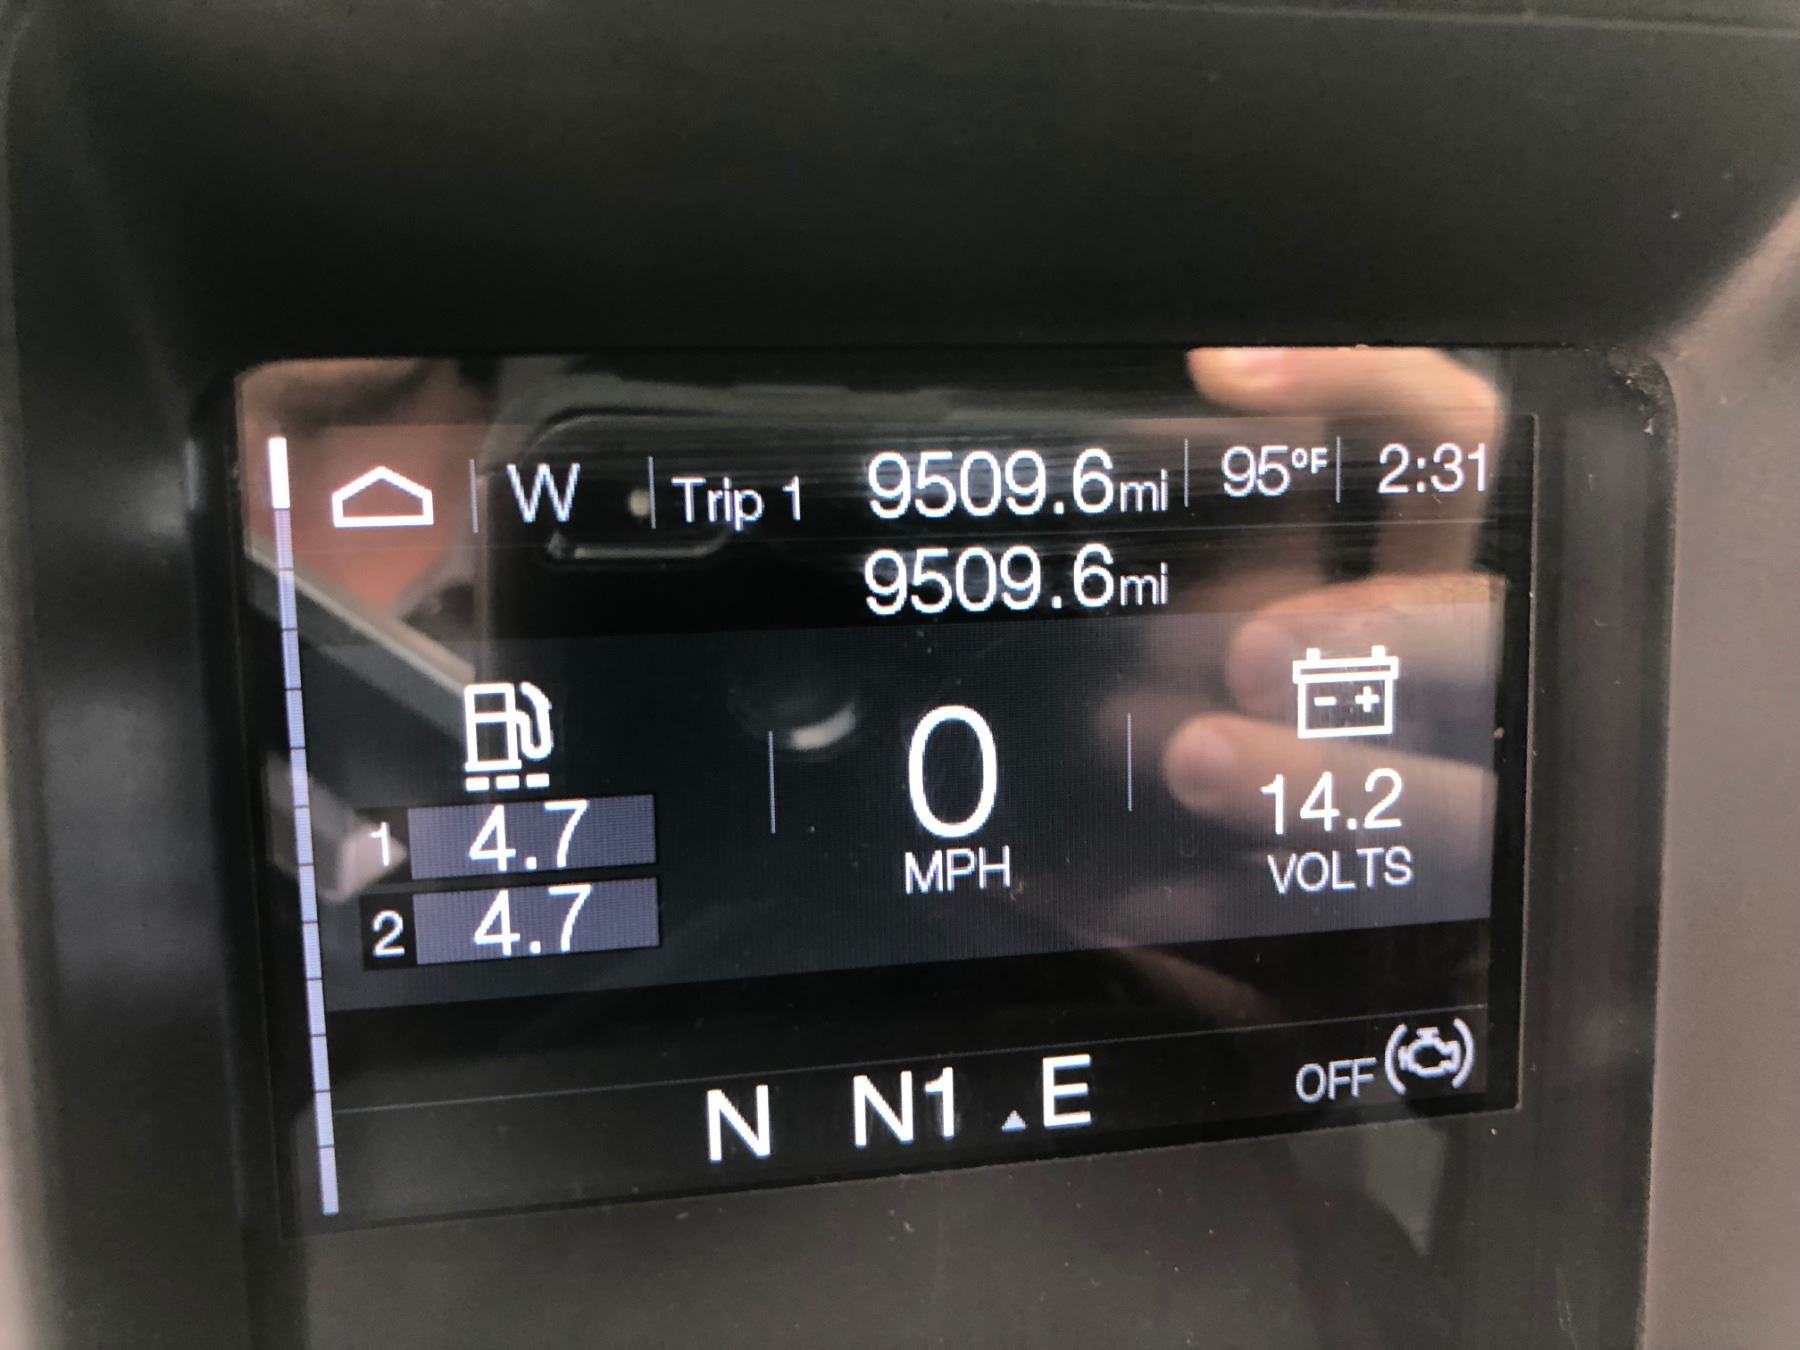 W Trip 1 9509.6mi 95°F 2:31
9509.6mi
- +
1 4.7
2 4.7
0
MPH
14.2
VOLTS
N N1 E OFF